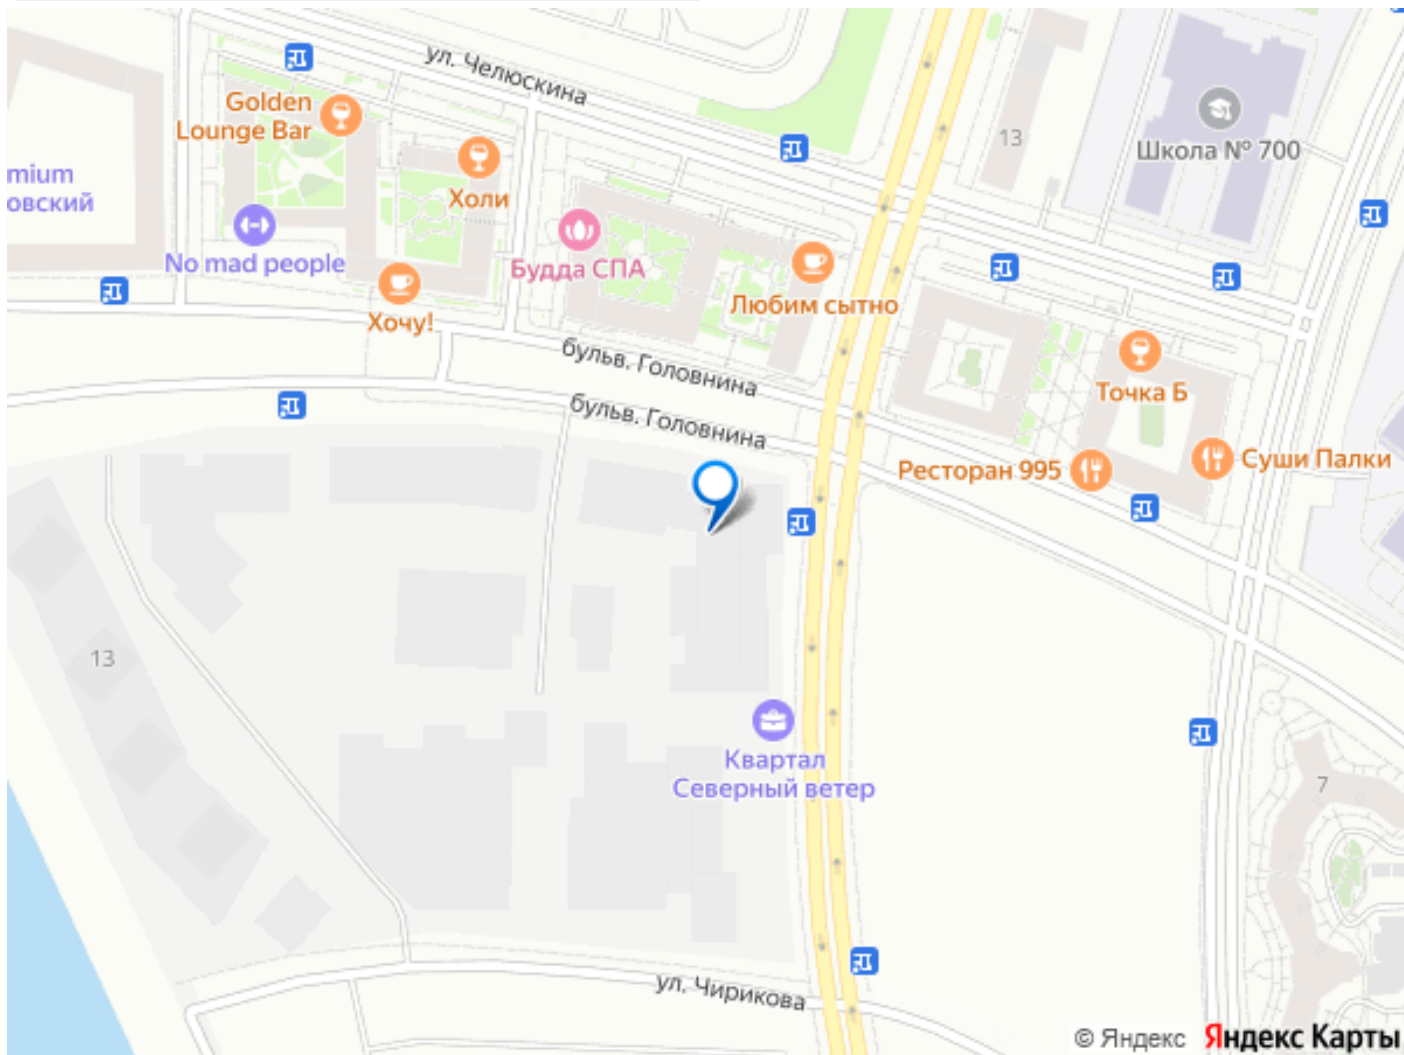 ул. Челюскина
Golden
Lounge Bar
Холи
13
Школа № 700
mium
овский
No mad people
Будда СПА
Хочу!
Любим сытно
бульв. Головнина
бульв. Головнина
Точка Б
Ресторан 995
Суши Палки
13
Квартал
Северный ветер
7
ул. Чирикова
© Яндекс Яндекс Карты